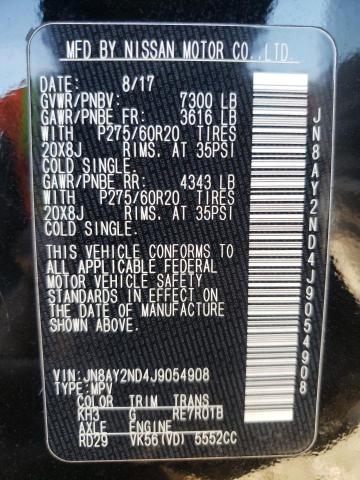 MFD BY NISSAN MOTOR CO.,LTD.
DATE: 8/17
GVWR/PNBV: 7300 LB
GAWR/PNBE FR: 3616 LB
WITH P275/60R20 TIRES
20X8J RIMS. AT 35PSI
COLD SINGLE.
GAWR/PNBE RR: 4343 LB
WITH P275/60R20 TIRES
20X8J RIMS. AT 35PSI
COLD SINGLE.
THIS VEHICLE CONFORMS TO
ALL APPLICABLE FEDERAL
MOTOR VEHICLE SAFETY
STANDARDS IN EFFECT ON
THE DATE OF MANUFACTURE
SHOWN ABOVE.
VIN: JN8AY2ND4J9054908
TYPE: MPV
COLOR TRIM TRANS
KH3 G RE7R01B
AXLE ENGINE
RD29 VK56(VD) 5552CC
JN8AY2ND4J9054908